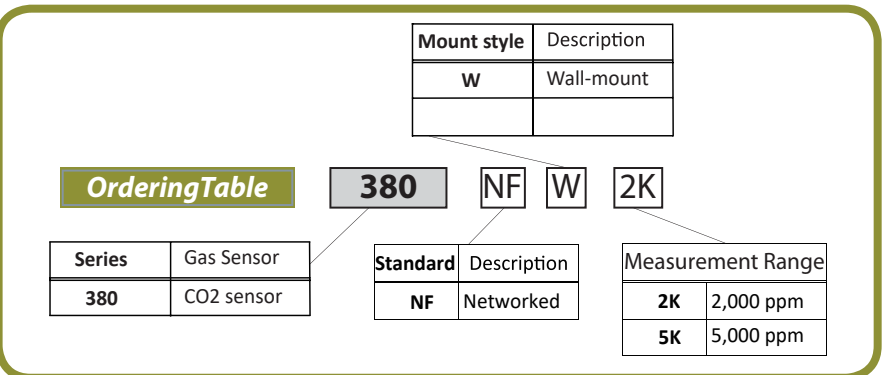 Mount style Description
W Wall-mount
OrderingTable 380 NF W 2K
Series Gas Sensor
380 CO2 sensor
Standard Description
NF Networked
Measurement Range
2K 2,000 ppm
5K 5,000 ppm